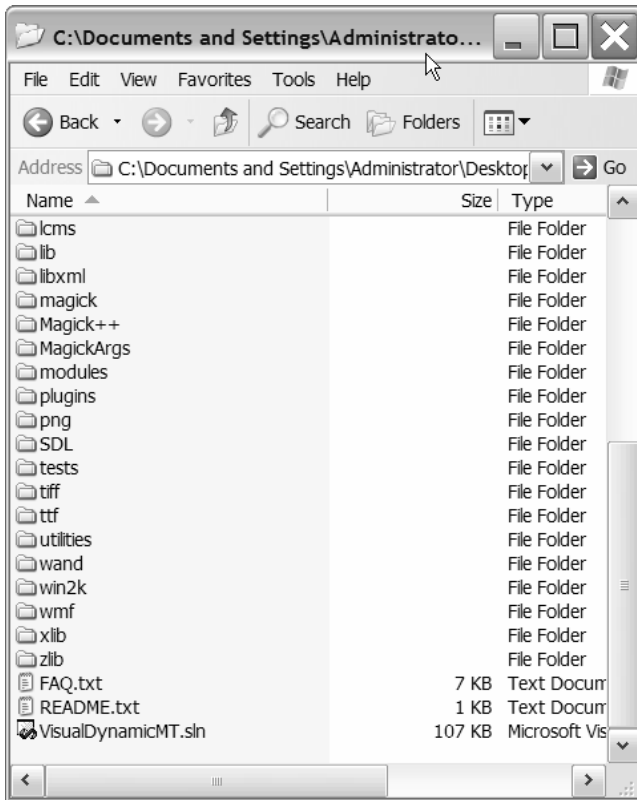 C:\Documents and Settings\Administrato...
File Edit View Favorites Tools Help
Back Search Folders
Address C:\Documents and Settings\Administrator\Desktop Go
Name Size Type
lcms File Folder
lib File Folder
libxml File Folder
magick File Folder
Magick++ File Folder
MagickArgs File Folder
modules File Folder
plugins File Folder
png File Folder
SDL File Folder
tests File Folder
tiff File Folder
ttf File Folder
utilities File Folder
wand File Folder
win2k File Folder
wmf File Folder
xlib File Folder
zlib File Folder
FAQ.txt 7 KB Text Docum
README.txt 1 KB Text Docum
VisualDynamicMT.sln 107 KB Microsoft Vis